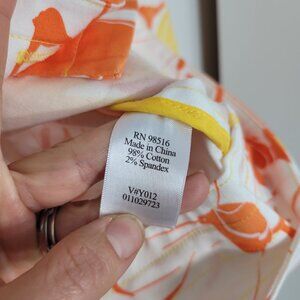 RN 98516
Made in China
98% Cotton
2% Spandex
V#Y012
011029723